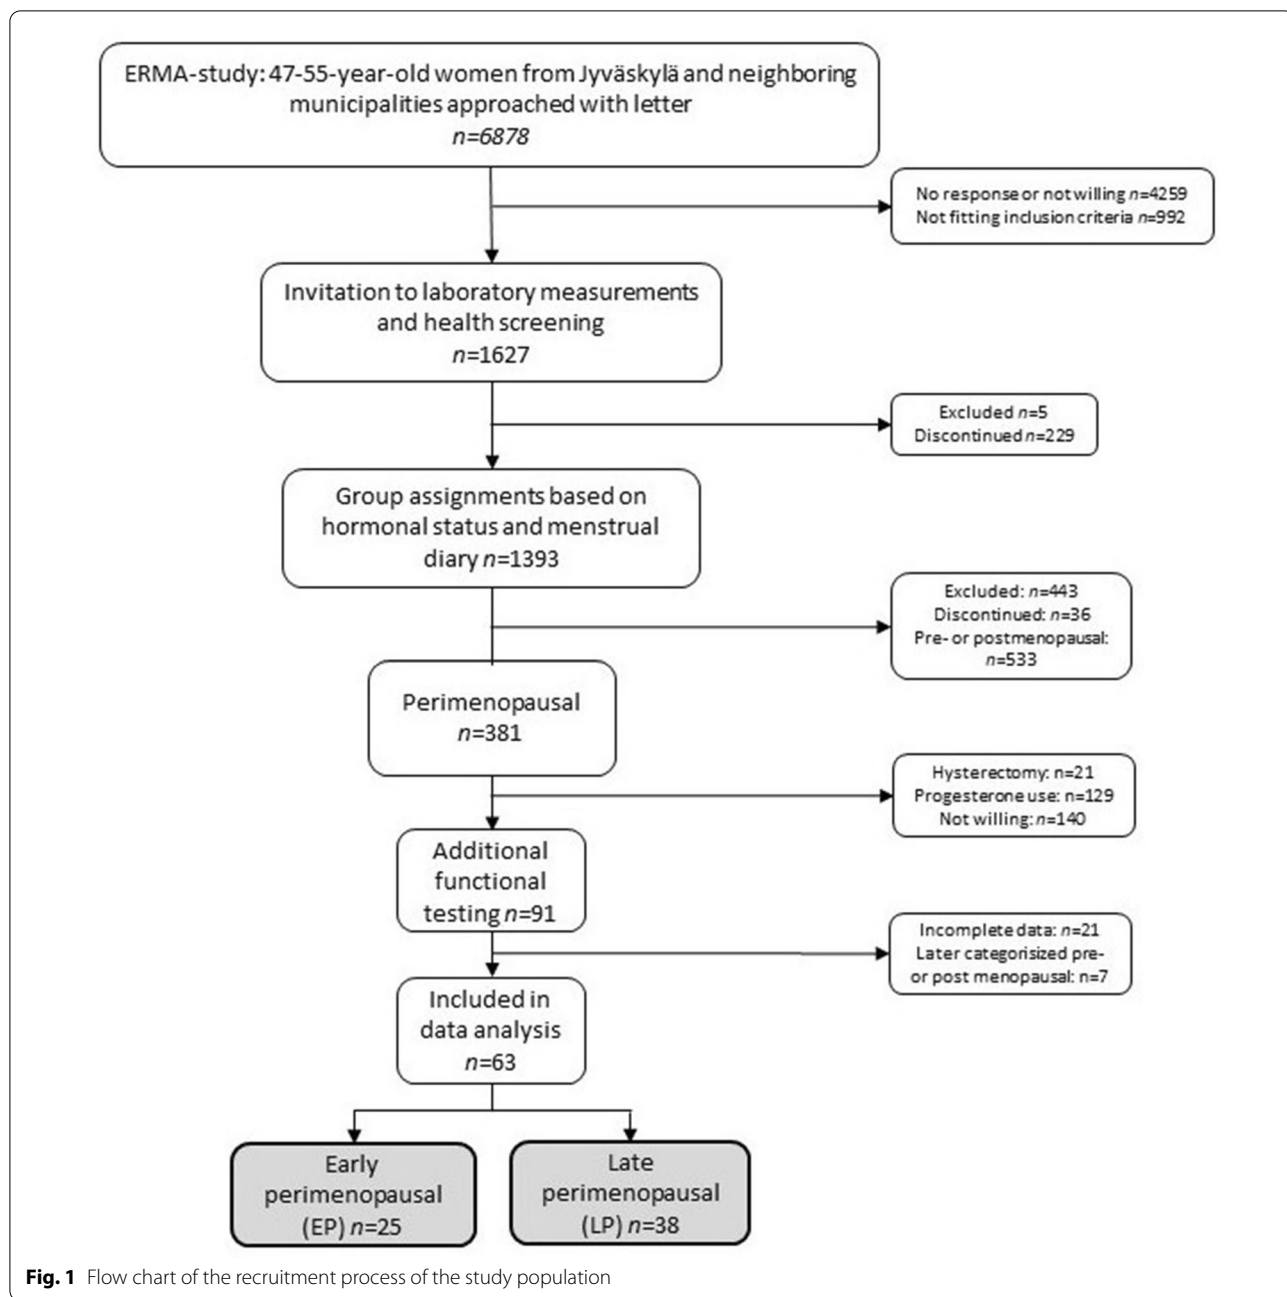 ERMA-study: 47-55-year-old women from Jyväskylä and neighboring
municipalities approached with letter
n=6878
No response or not willing n=4259
Not fitting inclusion criteria n=992
Invitation to laboratory measurements
and health screening
n=1627
Excluded n=5
Discontinued n=229
Group assignments based on
hormonal status and menstrual
diary n=1393
Excluded: n=443
Discontinued: n=36
Pre- or postmenopausal:
n=533
Perimenopausal
n=381
Hysterectomy: n=21
Progesterone use: n=129
Not willing: n=140
Additional
functional
testing n=91
Incomplete data: n=21
Later categorisized pre-
or post menopausal: n=7
Included in
data analysis
n=63
Early
perimenopausal
(EP) n=25
Late
perimenopausal
(LP) n=38
Fig. 1 Flow chart of the recruitment process of the study population